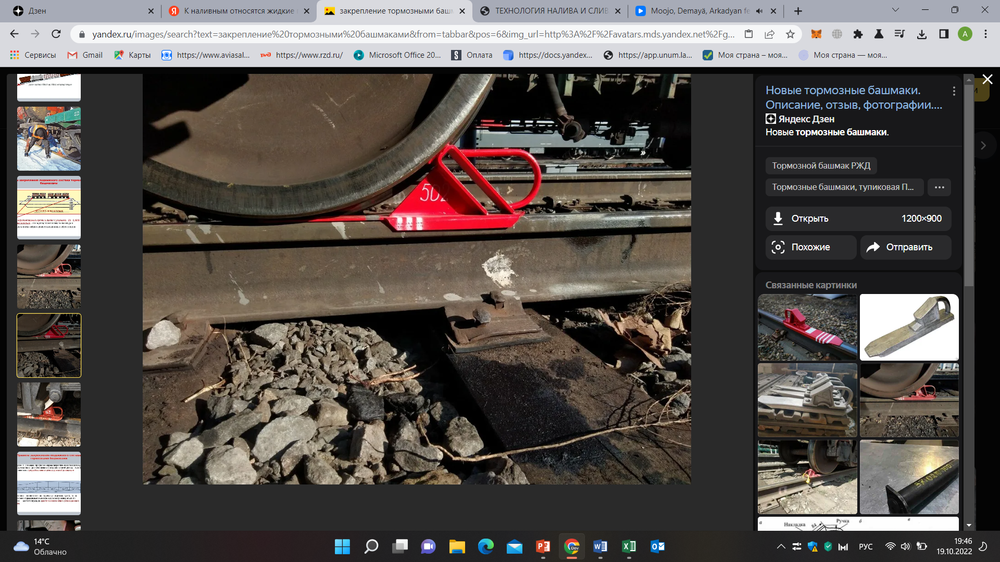 Дзен
К наливным относятся жидкие
закрепление тормозными баш
ТЕХНОЛОГИЯ НАЛИВА И СЛИВ
Moojo, Demayä, Arkadyan fe
yandex.ru/images/search?text=закрепление%20тормозными%20башмаками&from=tabbar&pos=6&img_url=http%3A%2F%2Favatars.mds.yandex.net%2Fg...
A
Сервисы
Gmail
Карты
https://www.aviasal...
https://www.rzd.ru/
Microsoft Office 20...
Оплата
https://docs.yandex...
https://app.unum.la...
Моя страна – моя...
Моя страна — моя...
502
Новые тормозные башмаки.
Описание, отзыв, фотографии....
Яндекс Дзен
Новые тормозные башмаки.
Тормозной башмак РЖД
Тормозные башмаки, тупиковая П...
Открыть 1200×900
Похожие
Отправить
Связанные картинки
Накладка
Ручка
14°C
Облачно
РУС
19:46
19.10.2022